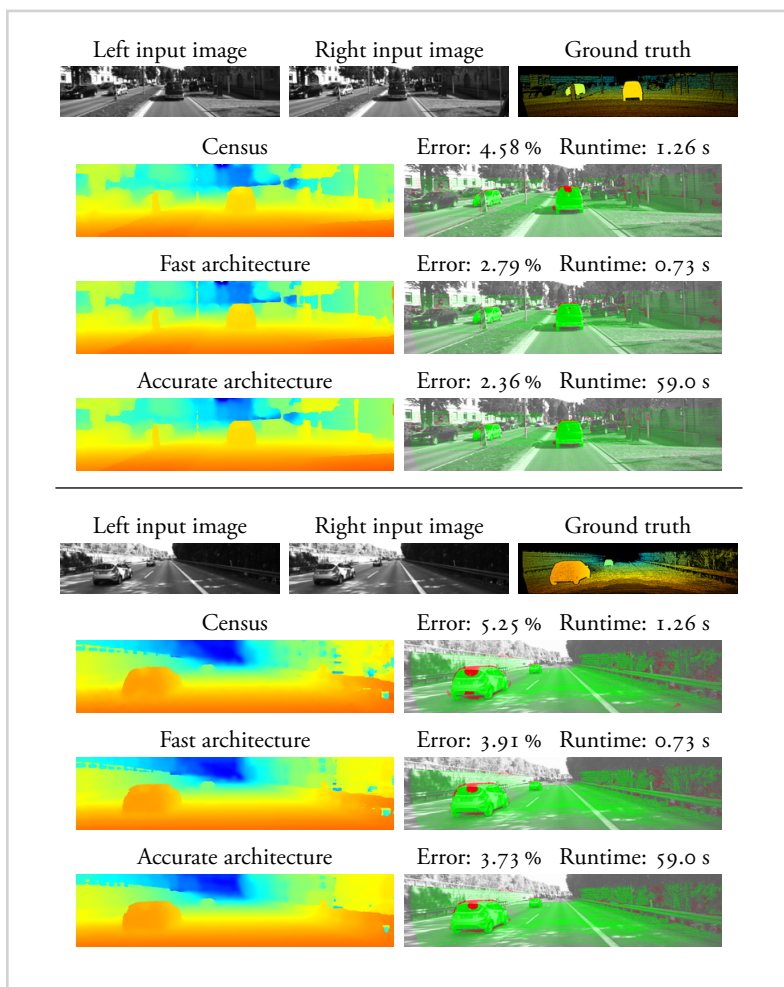 Left input image Right input image Ground truth
Census Error: 4.58 % Runtime: 1.26 s
Fast architecture Error: 2.79 % Runtime: 0.73 s
Accurate architecture Error: 2.36 % Runtime: 59.0 s
Left input image Right input image Ground truth
Census Error: 5.25 % Runtime: 1.26 s
Fast architecture Error: 3.91 % Runtime: 0.73 s
Accurate architecture Error: 3.73 % Runtime: 59.0 s